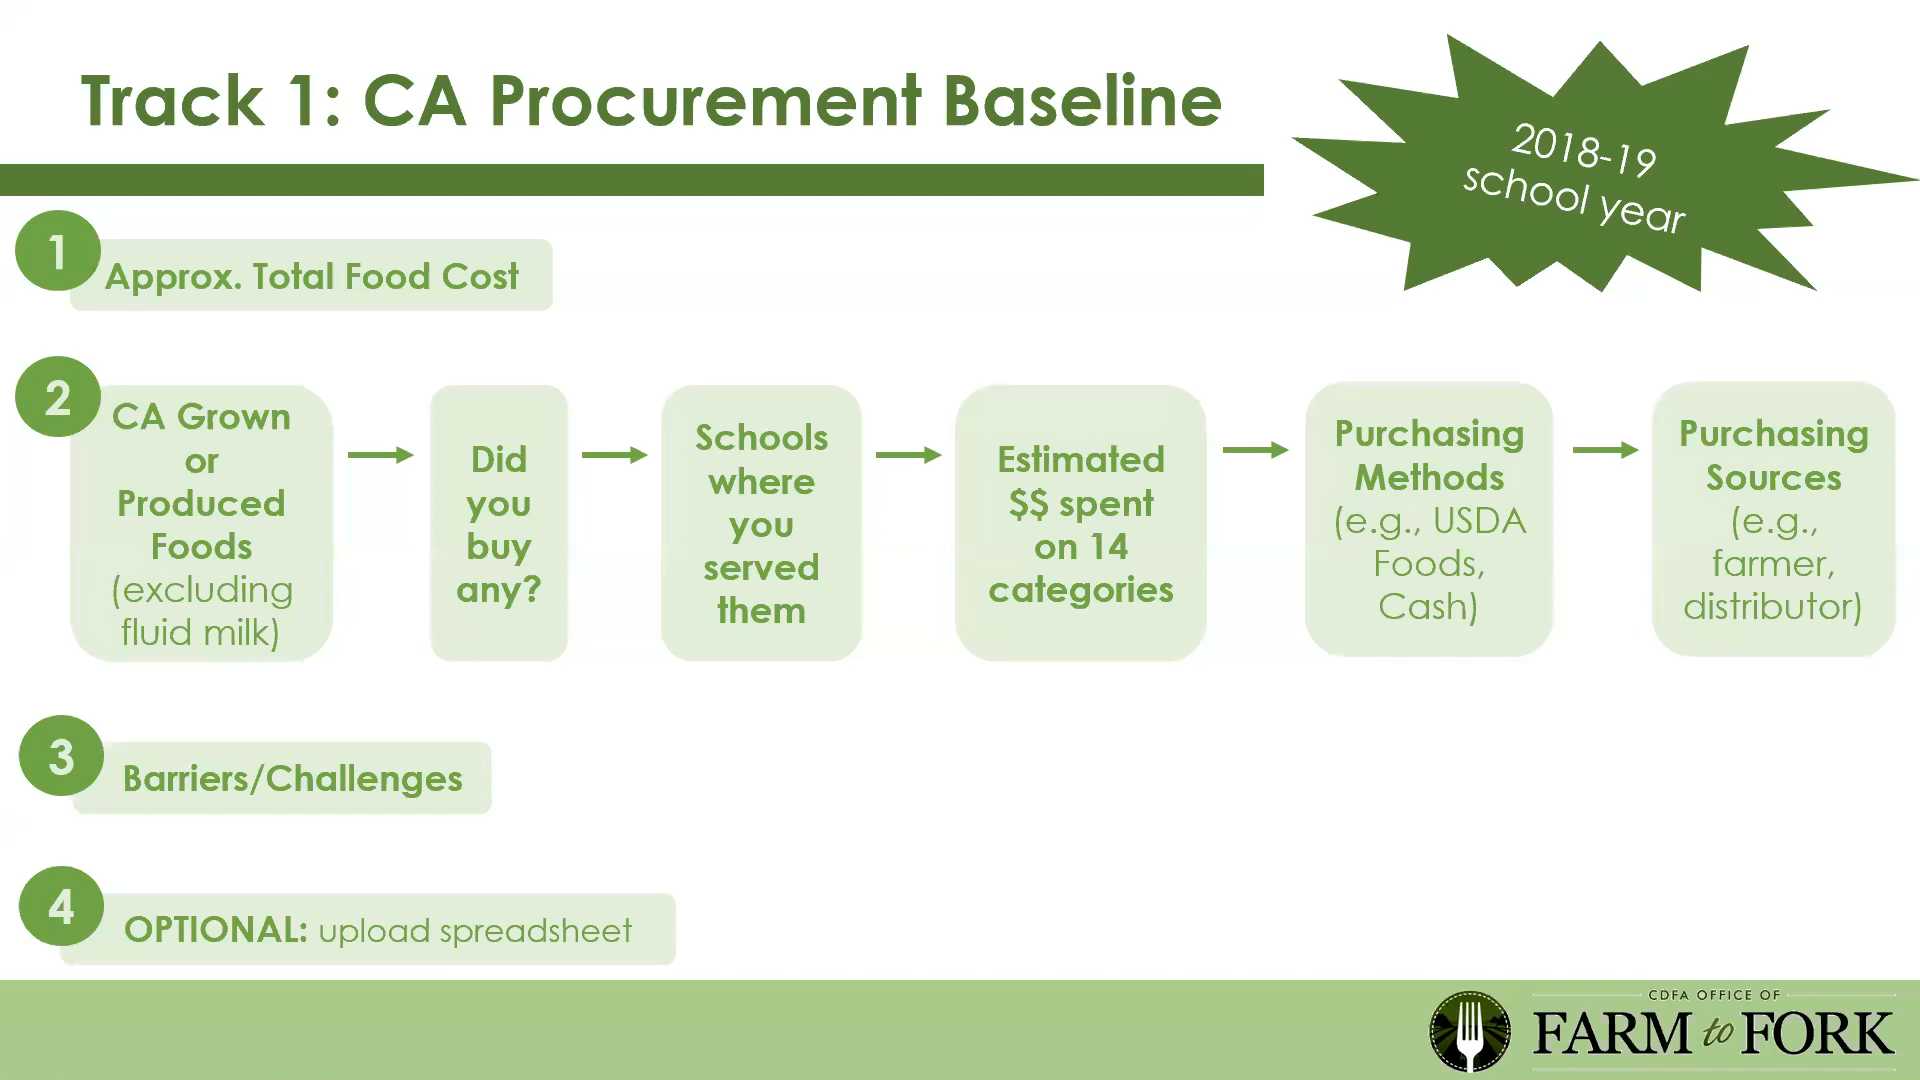 Track 1: CA Procurement Baseline
2018-19
school year
1
Approx. Total Food Cost
2
CA Grown
or
Produced
Foods
(excluding
fluid milk)
Did
you
buy
any?
Schools
where
you
served
them
Estimated
$$ spent
on 14
categories
Purchasing
Methods
(e.g., USDA
Foods,
Cash)
Purchasing
Sources
(e.g.,
farmer,
distributor)
3
Barriers/Challenges
4
OPTIONAL: upload spreadsheet
CDFA OFFICE OF
FARM to FORK